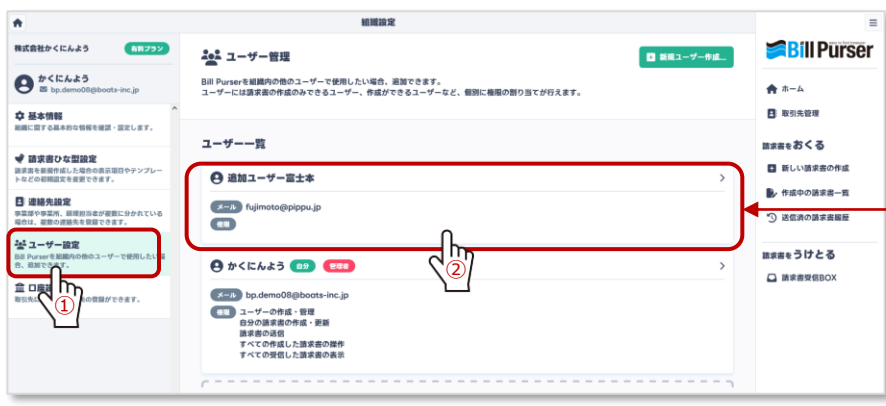 組織設定
株式会社かくにんよう
有料プラン
かくにんよう
bp.demo08@boots-inc.jp
基本情報
組織に関する基本的な情報を確認・設定します。
請求書ひな型設定
請求書を新規作成した場合の表示項目やテンプレー
トなどの初期設定を変更できます。
連絡先設定
事業部や事業所、経理担当者が複数に分かれている
場合は、複数の連絡先を登録できます。
ユーザー設定
Bill Purserを組織内の他のユーザーで使用したい場
合、追加できます。
①
ユーザー管理
新規ユーザー作成...
Bill Purserを組織内の他のユーザーで使用したい場合、追加できます。
ユーザーには請求書の作成のみできるユーザー、作成ができるユーザーなど、個別に権限の割り当てが行えます。
ユーザー一覧
追加ユーザー富士本
メール fujimoto@pippu.jp
権限
②
かくにんよう 自分 管理者
メール bp.demo08@boots-inc.jp
権限 ユーザーの作成・管理
自分の請求書の作成・更新
請求書の送信
すべての作成した請求書の操作
すべての受信した請求書の表示
Bill Purser
ホーム
取引先管理
請求書をおくる
新しい請求書の作成
作成中の請求書一覧
送信済の請求書履歴
請求書をうけとる
請求書受信BOX